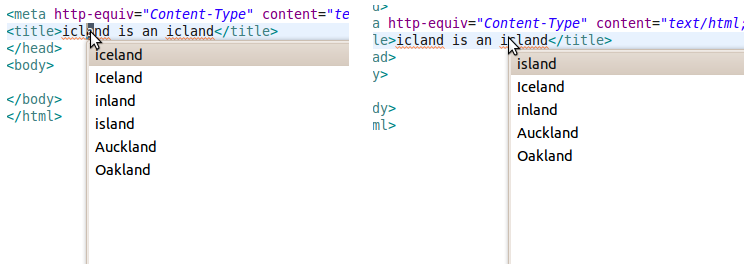 <meta http-equiv="Content-Type" content="te
<title>icland is an icland</title>
</head>
<body>
</body>
</html>
iceland
Iceland
inland
island
Auckland
Oakland
d>
a http-equiv="Content-Type" content="text/html;
le>icland is an icland</title>
ad>
y>
dy>
ml>
island
Iceland
inland
Auckland
Oakland